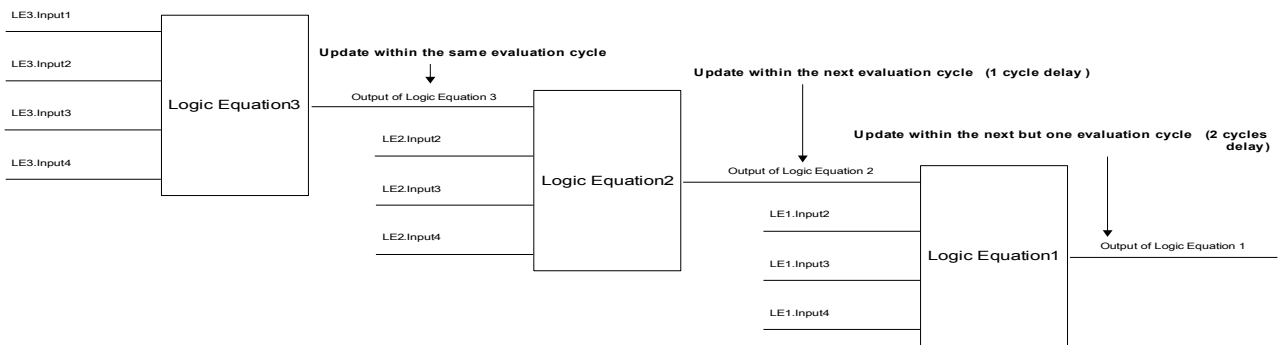 LE3.Input1
LE3.Input2
LE3.Input3
LE3.Input4
Logic Equation3
Update within the same evaluation cycle
Output of Logic Equation 3
LE2.Input2
LE2.Input3
LE2.Input4
Logic Equation2
Update within the next evaluation cycle (1 cycle delay )
Output of Logic Equation 2
LE1.Input2
LE1.Input3
LE1.Input4
Logic Equation1
Update within the next but one evaluation cycle (2 cycles
delay)
Output of Logic Equation 1